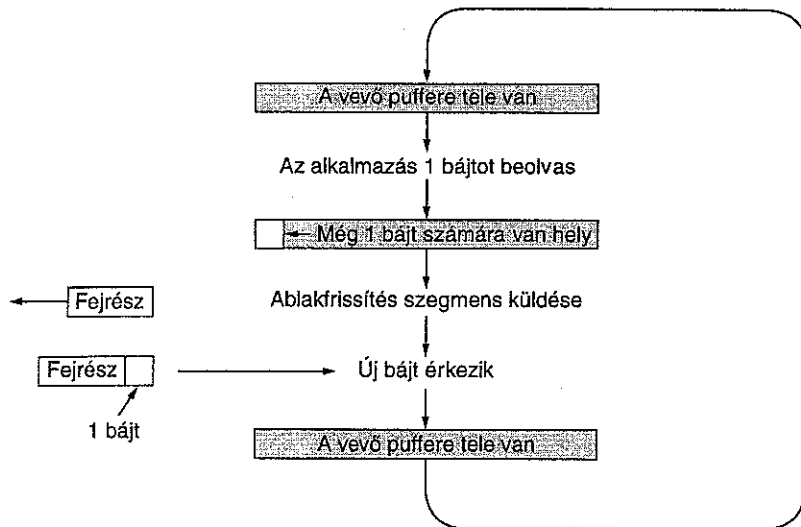 A vevő puffere tele van
Az alkalmazás 1 bájtot beolvas
Még 1 bájt számára van hely
Ablakfrissítés szegmens küldése
Fejrész
Fejrész
Új bájt érkezik
1 bájt
A vevő puffere tele van